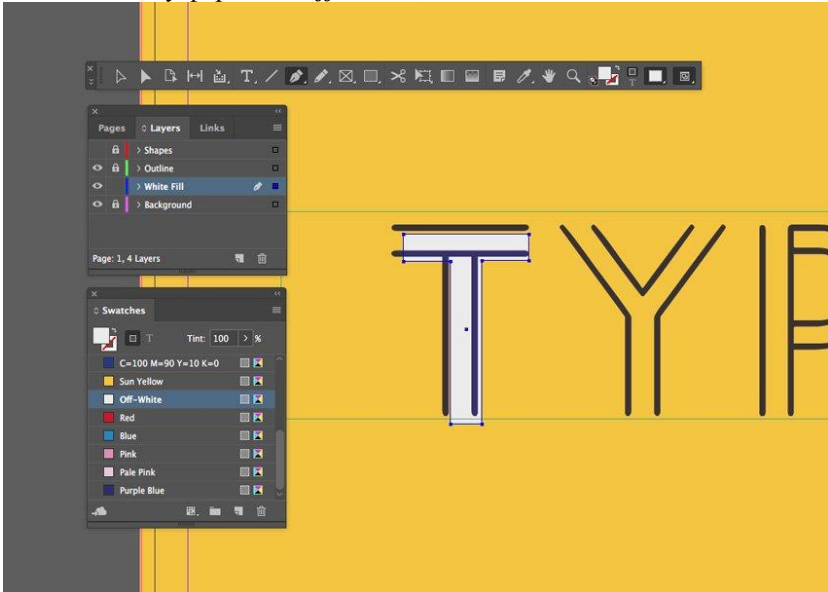 T
Pages Layers Links
Shapes
Outline
White Fill
Background
Page: 1, 4 Layers
Swatches
T Tint: 100 > %
C=100 M=90 Y=10 K=0
Sun Yellow
Off-White
Red
Blue
Pink
Pale Pink
Purple Blue
TYP